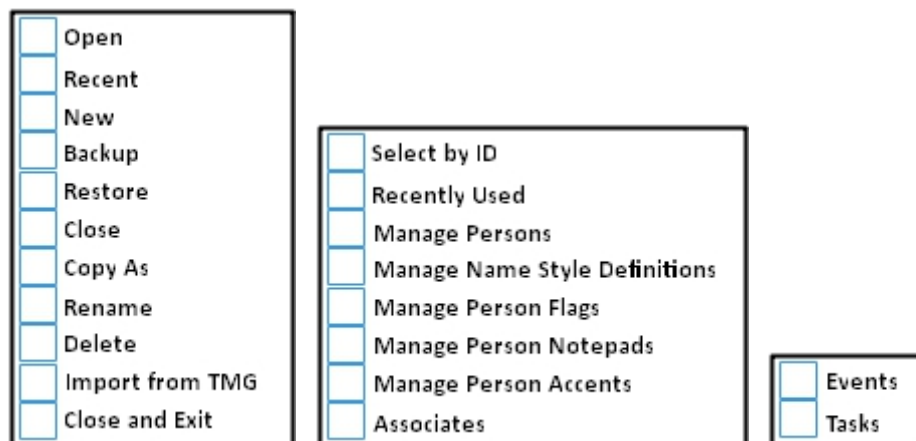 Open
Recent
New
Backup
Restore
Close
Copy As
Rename
Delete
Import from TMG
Close and Exit
Select by ID
Recently Used
Manage Persons
Manage Name Style Definitions
Manage Person Flags
Manage Person Notepads
Manage Person Accents
Associates
Events
Tasks